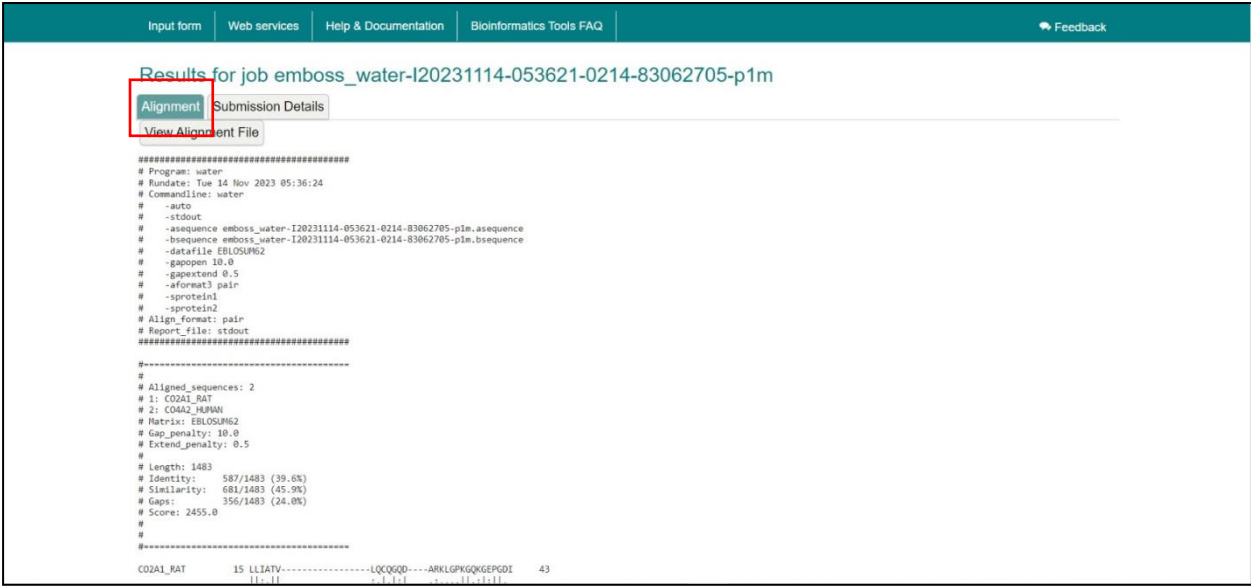 Input form Web services Help & Documentation Bioinformatics Tools FAQ Feedback
Results for job emboss_water-I20231114-053621-0214-83062705-p1m
Alignment Submission Details
View Alignment File
########################################
# Program: water
# Rundate: Tue 14 Nov 2023 05:36:24
# Commandline: water
#    -auto
#    -stdout
#    -asequence emboss_water-I20231114-053621-0214-83062705-p1m.asequence
#    -bsequence emboss_water-I20231114-053621-0214-83062705-p1m.bsequence
#    -datafile EBLOSUM62
#    -gapopen 10.0
#    -gapextend 0.5
#    -aformat3 pair
#    -sprotein1
#    -sprotein2
# Align_format: pair
# Report_file: stdout
########################################
#=======================================
#
# Aligned_sequences: 2
# 1: CO2A1_RAT
# 2: CO4A2_HUMAN
# Matrix: EBLOSUM62
# Gap_penalty: 10.0
# Extend_penalty: 0.5
#
# Length: 1483
# Identity:     587/1483 (39.6%)
# Similarity:   681/1483 (45.9%)
# Gaps:         356/1483 (24.0%)
# Score: 2455.0
#
#
#=======================================
CO2A1_RAT         15 LLIATV-----------------LQCQGQD----ARKLGPKGQKGEPGDI     43